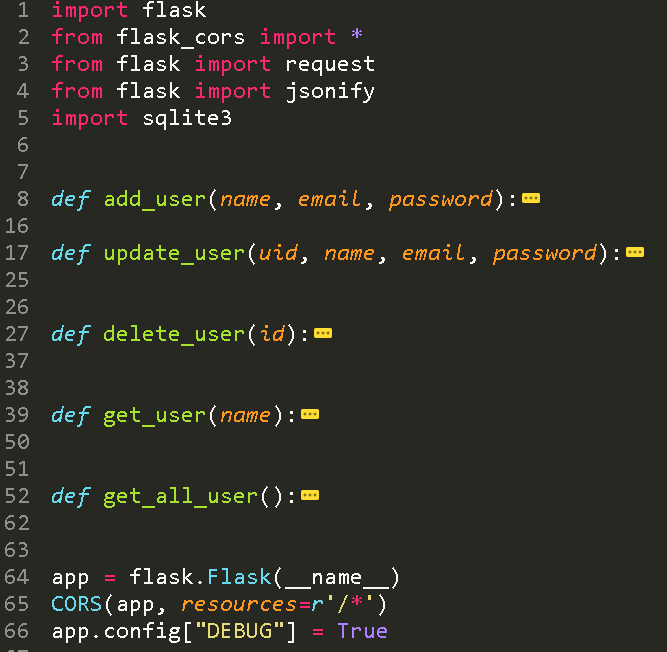 1 import flask
2 from flask_cors import *
3 from flask import request
4 from flask import jsonify
5 import sqlite3
6
7
8 def add_user(name, email, password):
16
17 def update_user(uid, name, email, password):
25
26
27 def delete_user(id):
37
38
39 def get_user(name):
50
51
52 def get_all_user():
62
63
64 app = flask.Flask(__name__)
65 CORS(app, resources=r'/*')
66 app.config["DEBUG"] = True